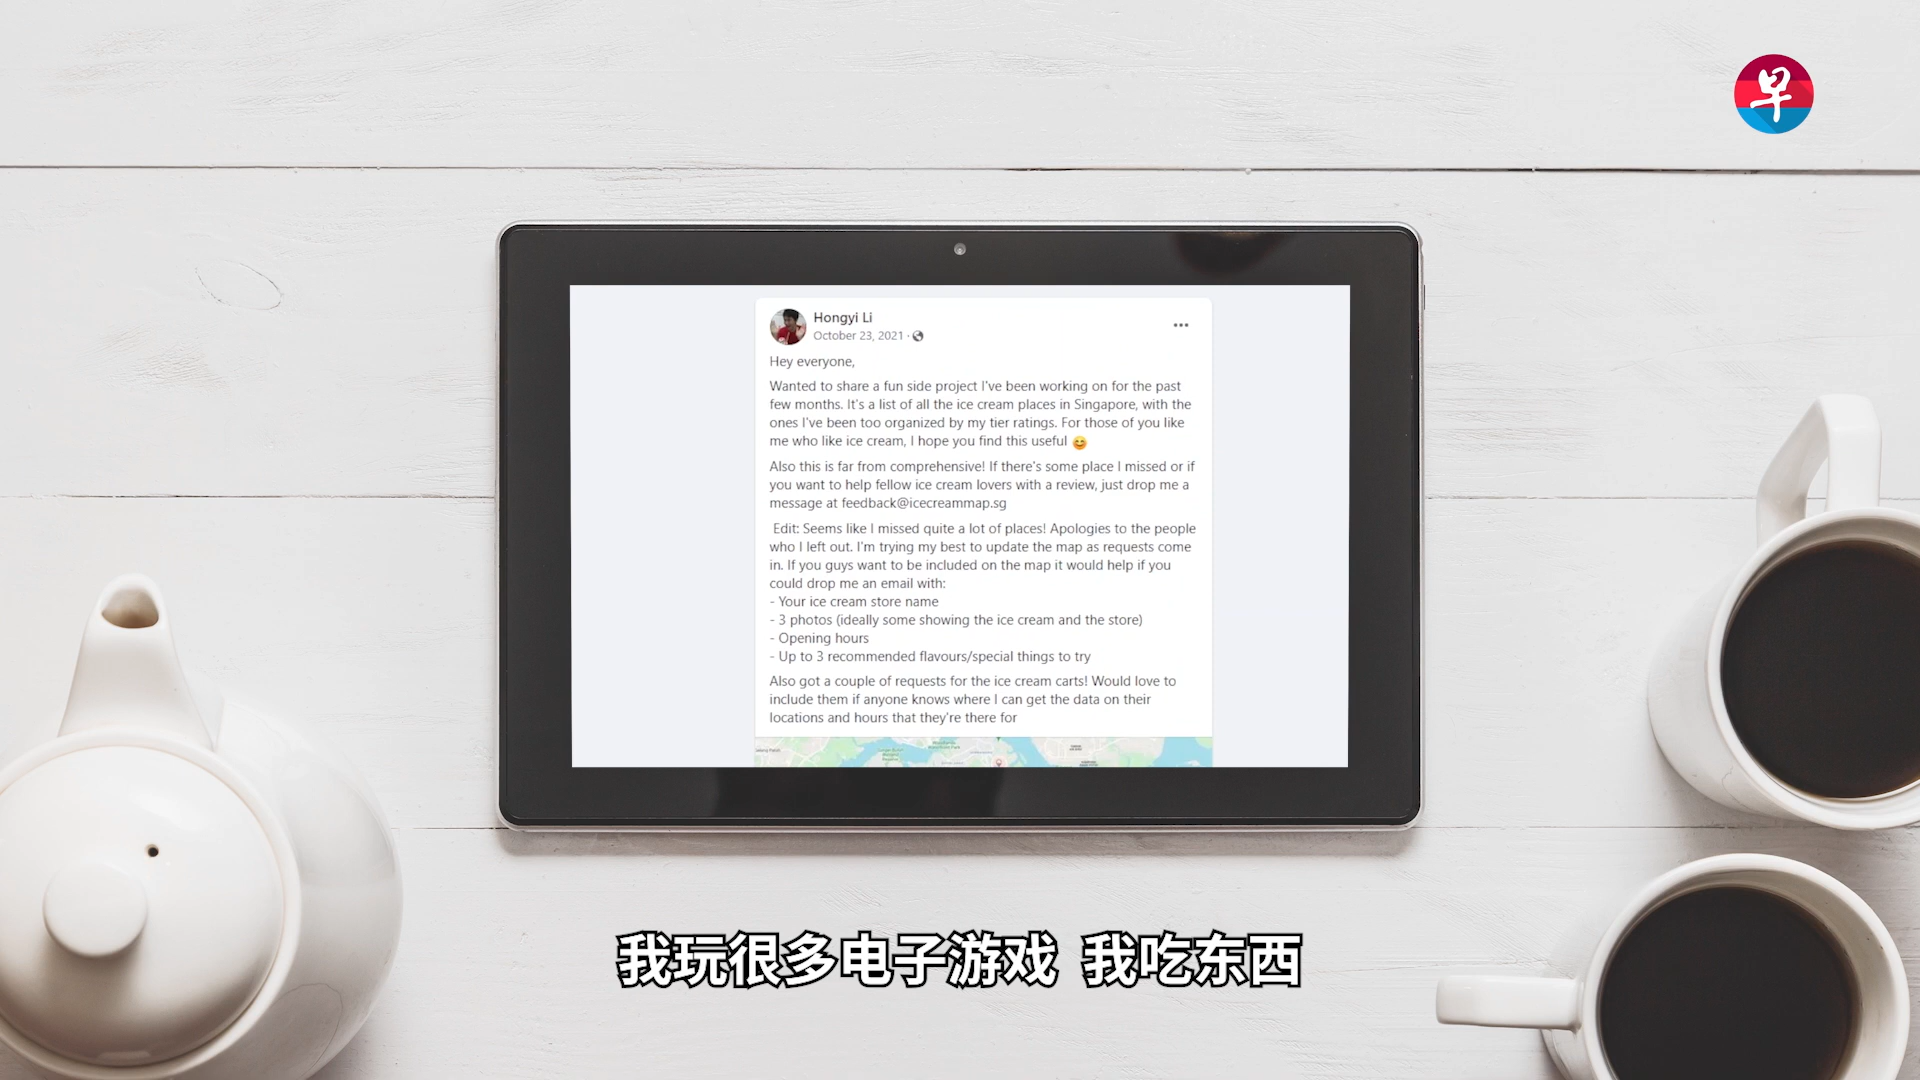 早
Hongyi Li
October 23, 2021 ·
Hey everyone,
Wanted to share a fun side project I've been working on for the past
few months. It's a list of all the ice cream places in Singapore, with the
ones I've been too organized by my tier ratings. For those of you like
me who like ice cream, I hope you find this useful 😊
Also this is far from comprehensive! If there's some place I missed or if
you want to help fellow ice cream lovers with a review, just drop me a
message at feedback@icecreammap.sg
Edit: Seems like I missed quite a lot of places! Apologies to the people
who I left out. I'm trying my best to update the map as requests come
in. If you guys want to be included on the map it would help if you
could drop me an email with:
- Your ice cream store name
- 3 photos (ideally some showing the ice cream and the store)
- Opening hours
- Up to 3 recommended flavours/special things to try
Also got a couple of requests for the ice cream carts! Would love to
include them if anyone knows where I can get the data on their
locations and hours that they're there for
我玩很多电子游戏 我吃东西